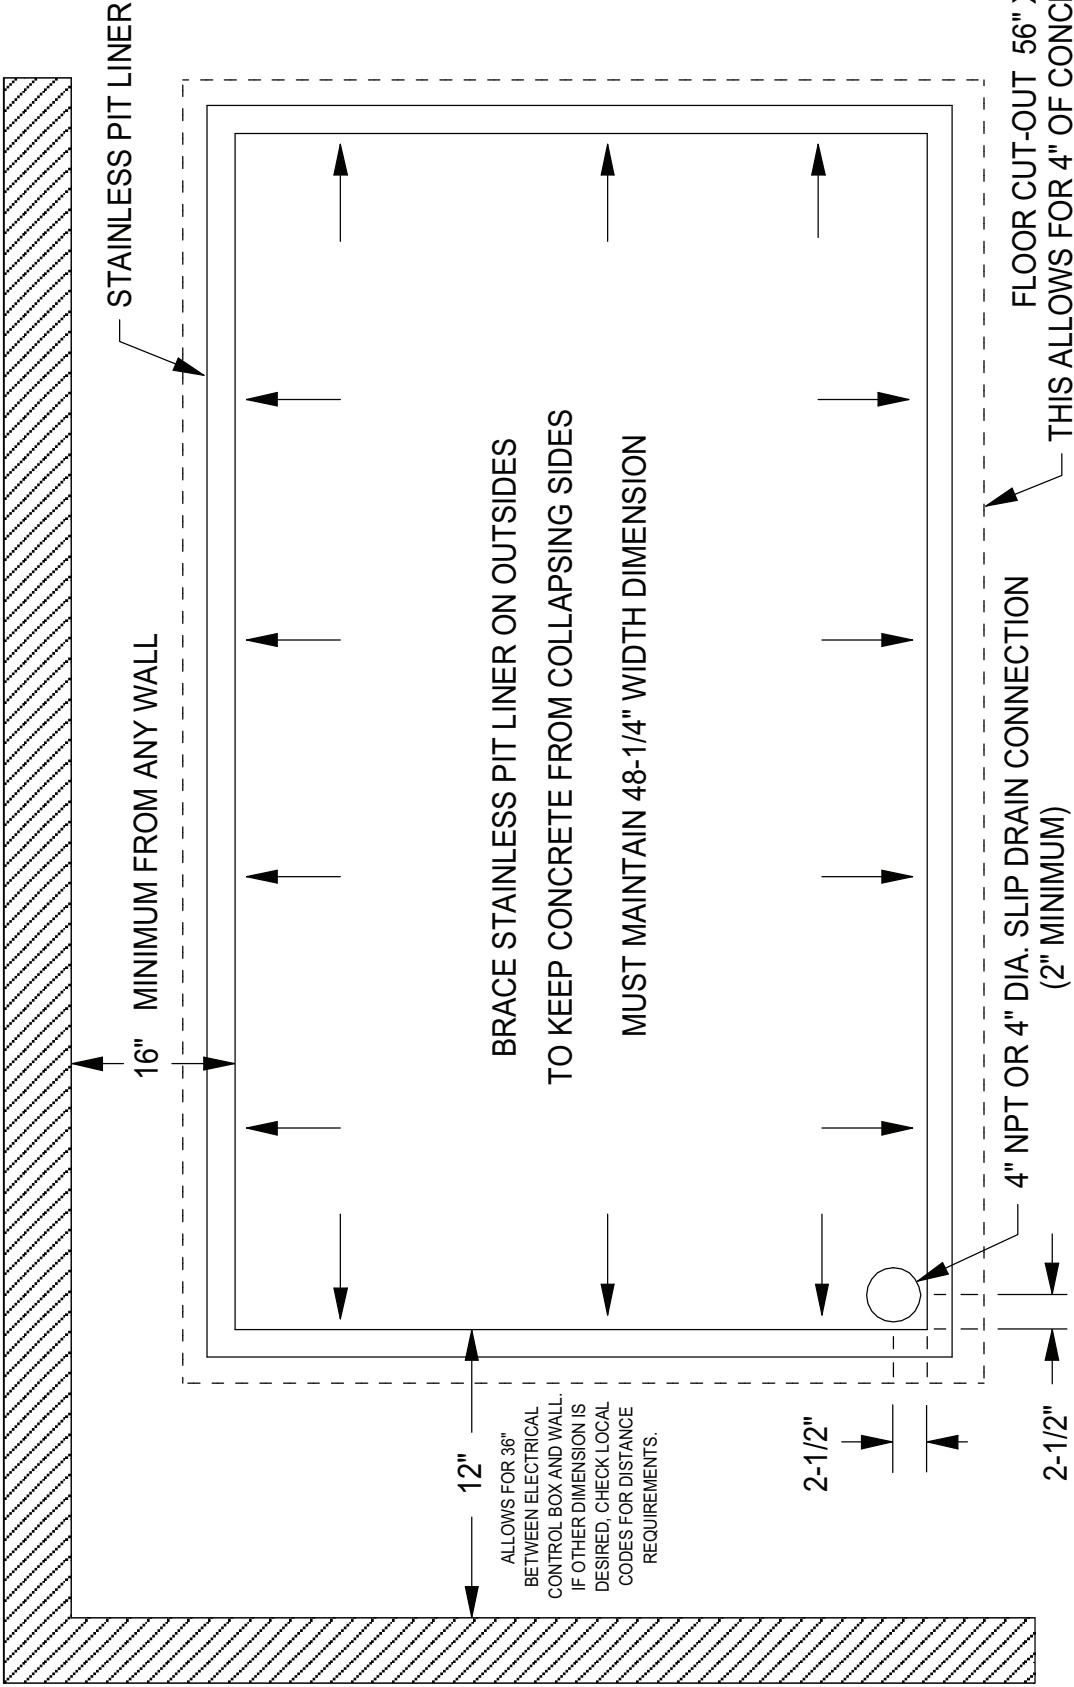 STAINLESS PIT LINER
16" MINIMUM FROM ANY WALL
BRACE STAINLESS PIT LINER ON OUTSIDES
TO KEEP CONCRETE FROM COLLAPSING SIDES
MUST MAINTAIN 48-1/4" WIDTH DIMENSION
12"
ALLOWS FOR 36"
BETWEEN ELECTRICAL
CONTROL BOX AND WALL.
IF OTHER DIMENSION IS
DESIRED, CHECK LOCAL
CODES FOR DISTANCE
REQUIREMENTS.
2-1/2"
2-1/2"
4" NPT OR 4" DIA. SLIP DRAIN CONNECTION
(2" MINIMUM)
FLOOR CUT-OUT 56"
THIS ALLOWS FOR 4" OF